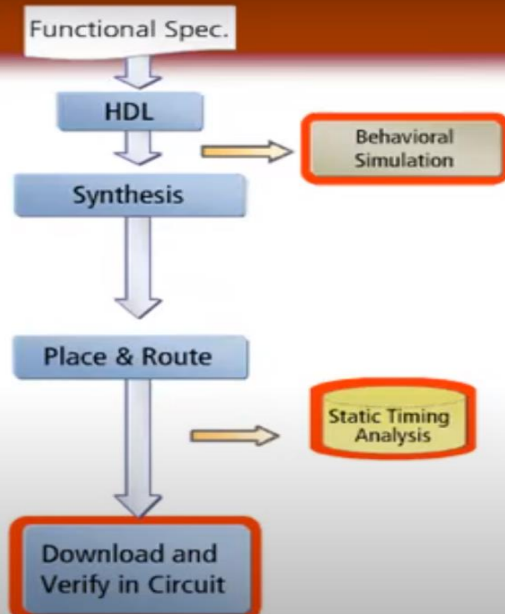 Functional Spec.
HDL
Behavioral
Simulation
Synthesis
Place & Route
Static Timing
Analysis
Download and
Verify in Circuit